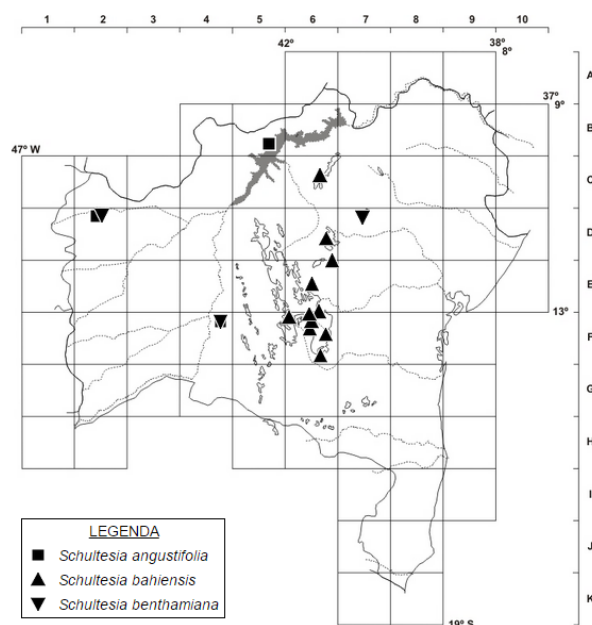 1 2 3 4 5 6 7 8 9 10
42° 38°
8°
A
37°
9°
B
47° W
C
D
E
13°
F
G
H
I
J
K
19° S
LEGENDA
Schultesia angustifolia
Schultesia bahiensis
Schultesia benthamiana